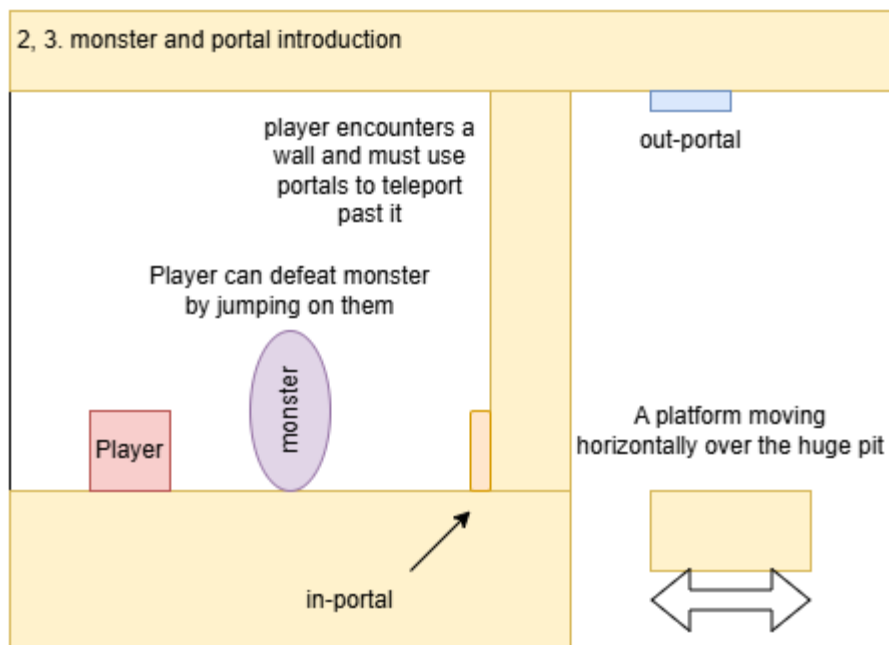 2, 3. monster and portal introduction
player encounters a
wall and must use
portals to teleport
past it
out-portal
Player can defeat monster
by jumping on them
monster
Player
A platform moving
horizontally over the huge pit
in-portal